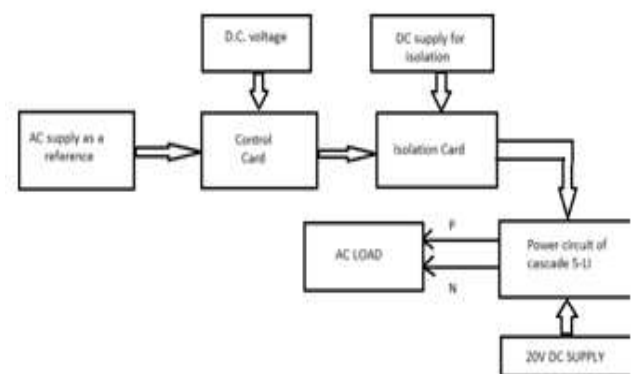 D.C. voltage
DC supply for
isolation
AC supply as a
reference
Control
Card
Isolation Card
P
AC LOAD
N
Power circuit of
cascade 5-LI
20V DC SUPPLY